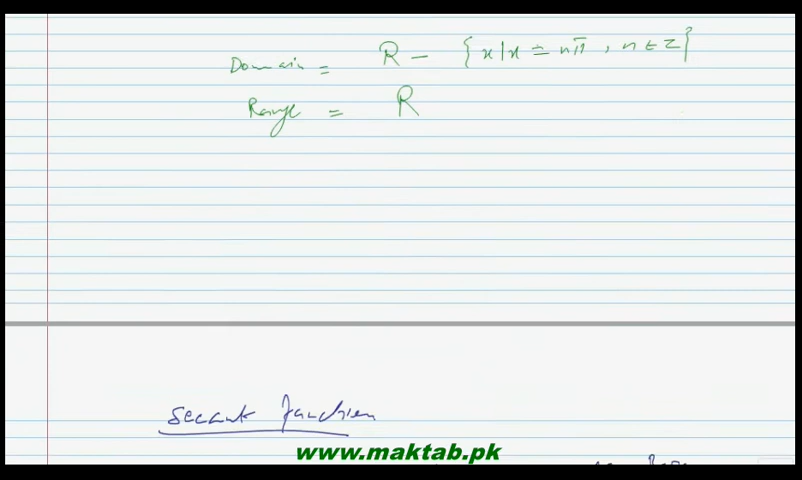 Domain = R - {x|x = nπ, n∈Z}
Range = R
Secant function
www.maktab.pk